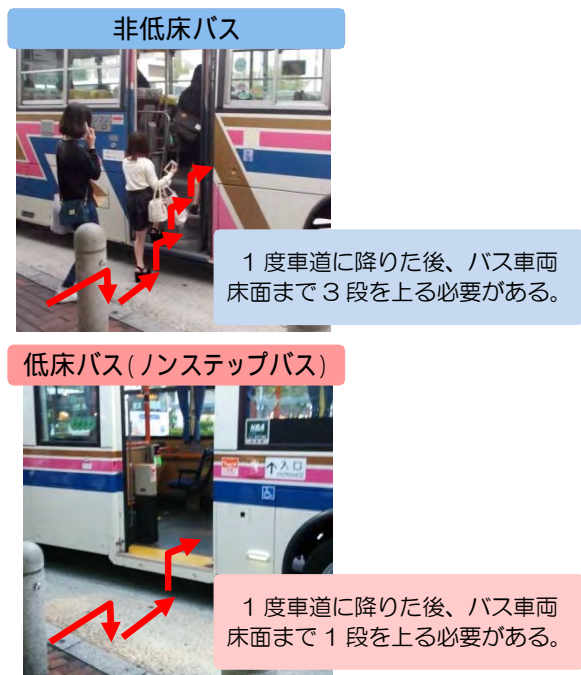 非低床バス
1 度車道に降りた後、バス車両
床面まで 3 段を上る必要がある。
低床バス(ノンステップバス)
NBA
入口
ENTRANCE
1 度車道に降りた後、バス車両
床面まで 1 段を上る必要がある。